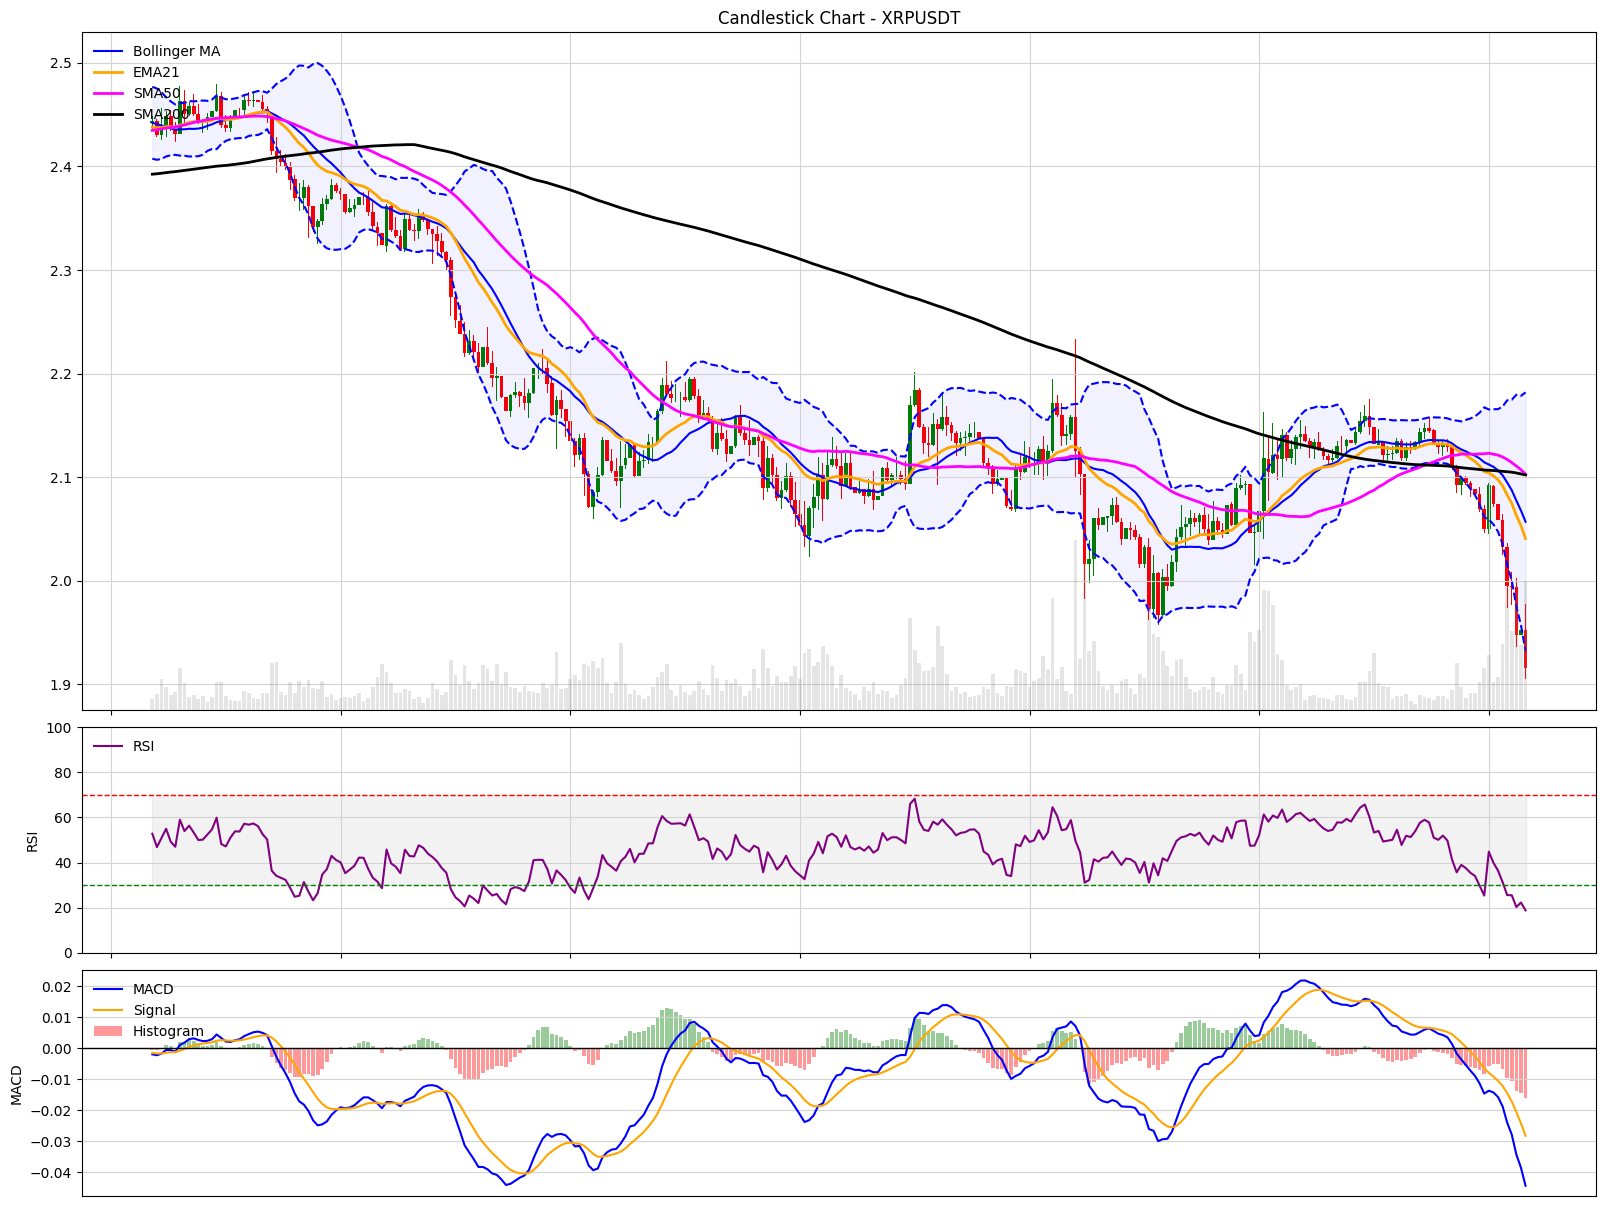 Candlestick Chart - XRPUSDT
Bollinger MA
EMA21
SMA50
SMA200
2.5
2.4
2.3
2.2
2.1
2.0
1.9
RSI
100
80
60
40
20
0
RSI
MACD
Signal
Histogram
0.02
0.01
0.00
−0.01
−0.02
−0.03
−0.04
MACD